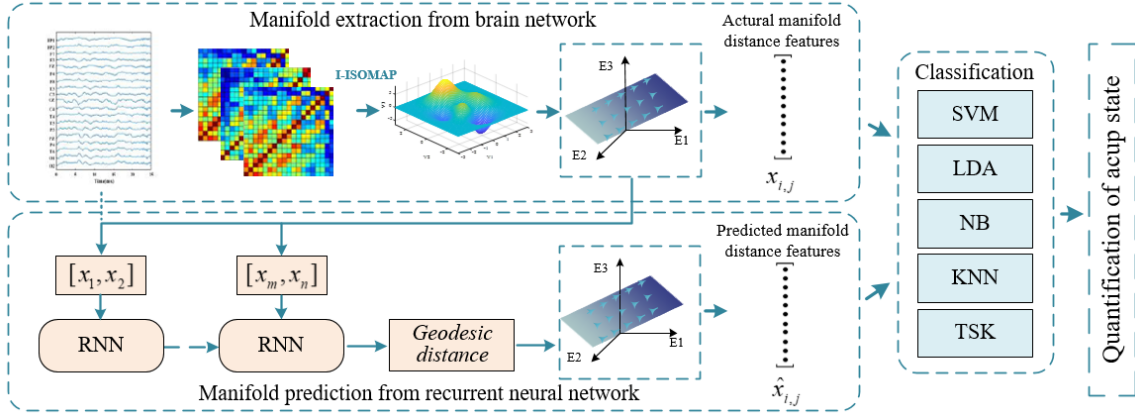 Manifold extraction from brain network
I-ISOMAP
Time(sec)
E3
E1
E2
Actural manifold
distance features
x_{i,j}
Manifold prediction from recurrent neural network
[x_1, x_2]
[x_m, x_n]
RNN
RNN
Geodesic
distance
E3
E1
E2
Predicted manifold
distance features
x̂_{i,j}
Classification
SVM
LDA
NB
KNN
TSK
Quantification of acup state